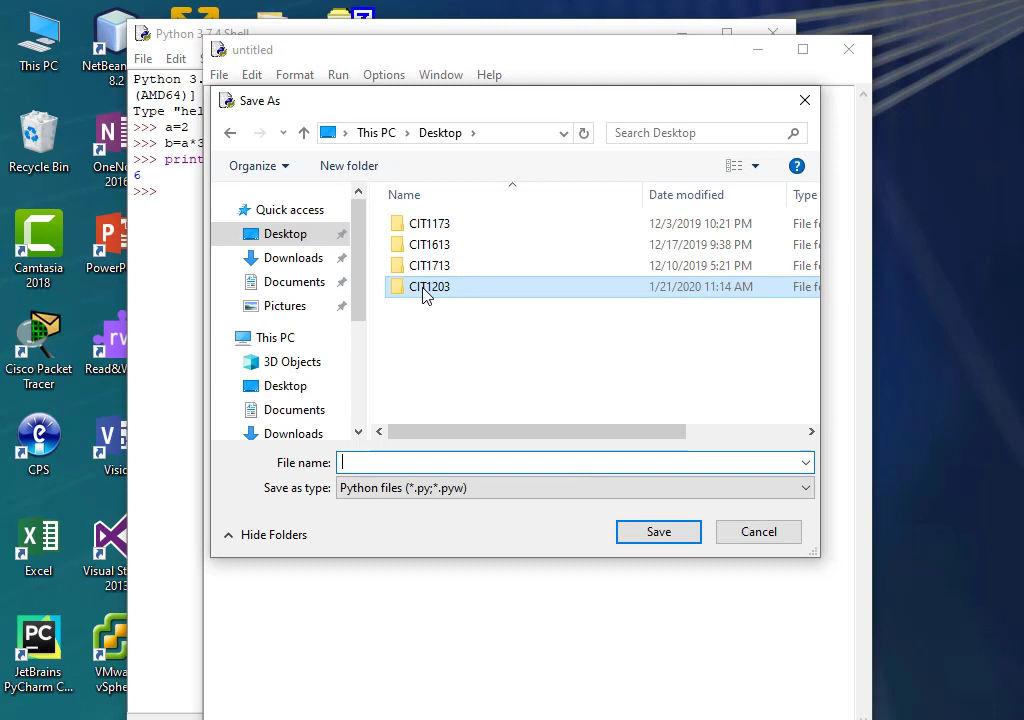 This PC
NetBean
8.2
Recycle Bin
OneNo
2016
Camtasia
2018
PowerP
Cisco Packet
Tracer
Read&W
CPS
Visio
Excel
Visual St
2013
JetBrains
PyCharm C...
VMwa
vSphe
Python 3.7.4 Shell
File Edit
Python 3.
(AMD64)]
Type "hel
>>> a=2
>>> b=a*3
>>> print
6
>>>
untitled
File Edit Format Run Options Window Help
Save As
This PC > Desktop >
Search Desktop
Organize New folder
Name Date modified Type
Quick access
Desktop
Downloads
Documents
Pictures
This PC
3D Objects
Desktop
Documents
Downloads
CIT1173 12/3/2019 10:21 PM File fo
CIT1613 12/17/2019 9:38 PM File fo
CIT1713 12/10/2019 5:21 PM File fo
CIT1203 1/21/2020 11:14 AM File fo
File name:
Save as type: Python files (*.py;*.pyw)
Hide Folders
Save Cancel